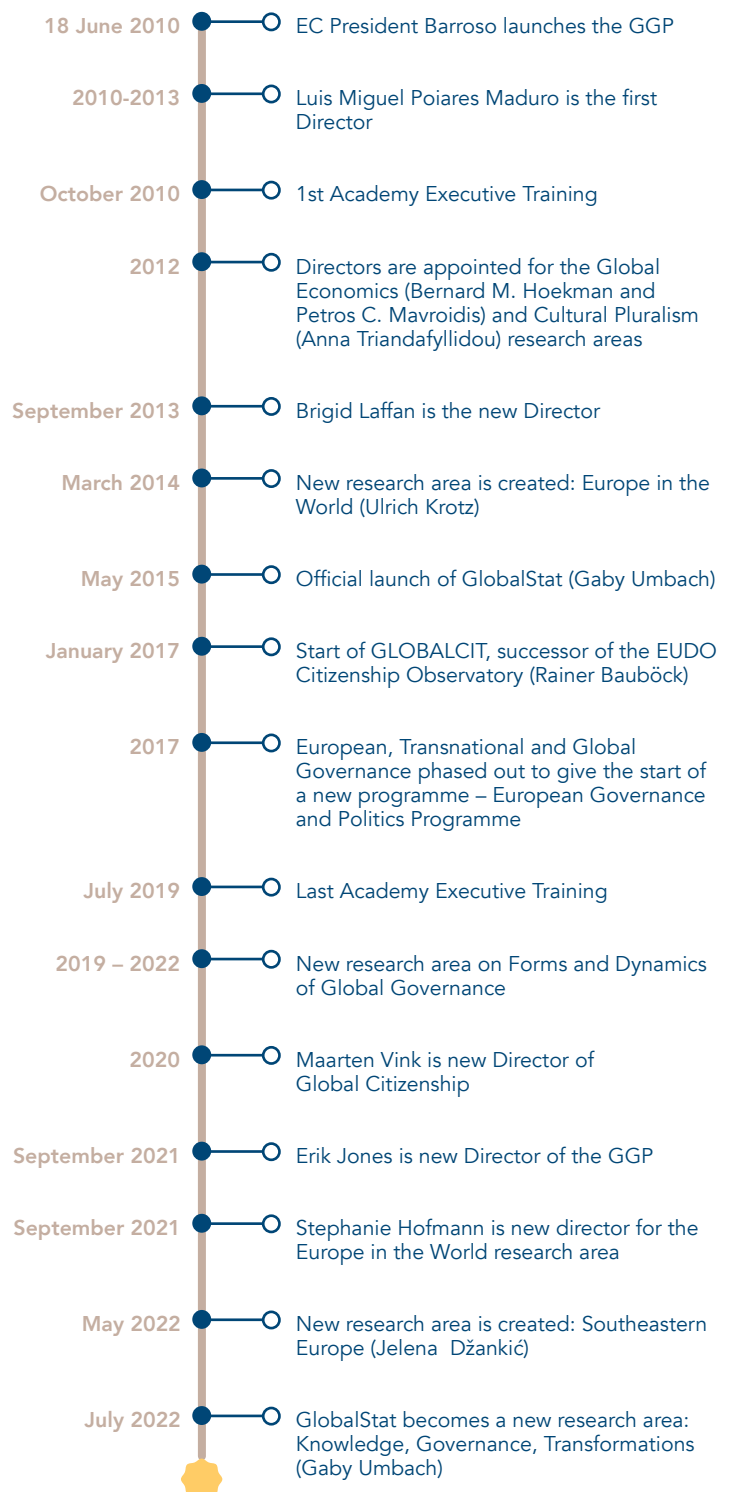 18 June 2010
EC President Barroso launches the GGP
2010-2013
Luis Miguel Poiares Maduro is the first
Director
October 2010
1st Academy Executive Training
2012
Directors are appointed for the Global
Economics (Bernard M. Hoekman and
Petros C. Mavroidis) and Cultural Pluralism
(Anna Triandafyllidou) research areas
September 2013
Brigid Laffan is the new Director
March 2014
New research area is created: Europe in the
World (Ulrich Krotz)
May 2015
Official launch of GlobalStat (Gaby Umbach)
January 2017
Start of GLOBALCIT, successor of the EUDO
Citizenship Observatory (Rainer Bauböck)
2017
European, Transnational and Global
Governance phased out to give the start of
a new programme – European Governance
and Politics Programme
July 2019
Last Academy Executive Training
2019 – 2022
New research area on Forms and Dynamics
of Global Governance
2020
Maarten Vink is new Director of
Global Citizenship
September 2021
Erik Jones is new Director of the GGP
September 2021
Stephanie Hofmann is new director for the
Europe in the World research area
May 2022
New research area is created: Southeastern
Europe (Jelena  Džankić)
July 2022
GlobalStat becomes a new research area:
Knowledge, Governance, Transformations
(Gaby Umbach)